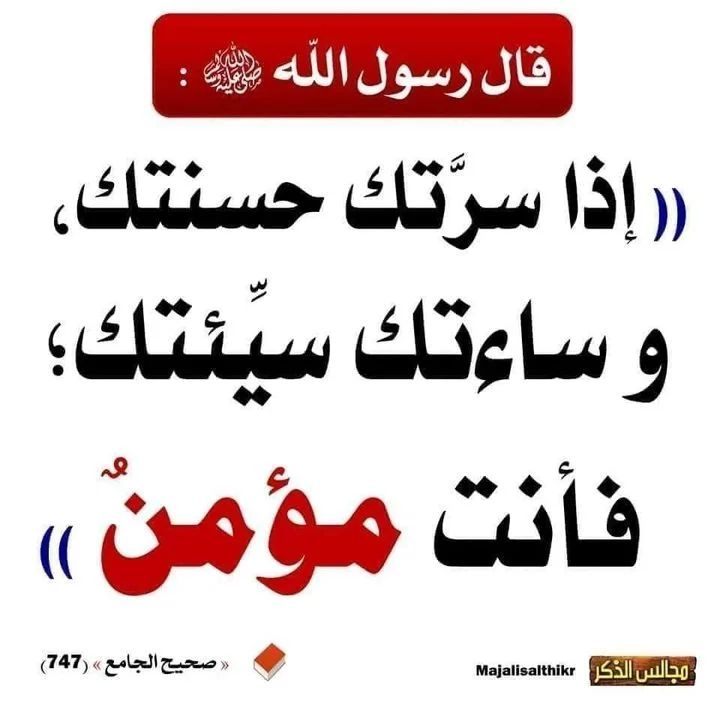 قال رسول الله ﷺ :
(( إذا سرَّتك حسنتك،
و ساءتك سيِّئتك؛
فأنت مؤمنٌ ))
« صحيح الجامع » (747)
Majalisalthikr مجالس الذكر